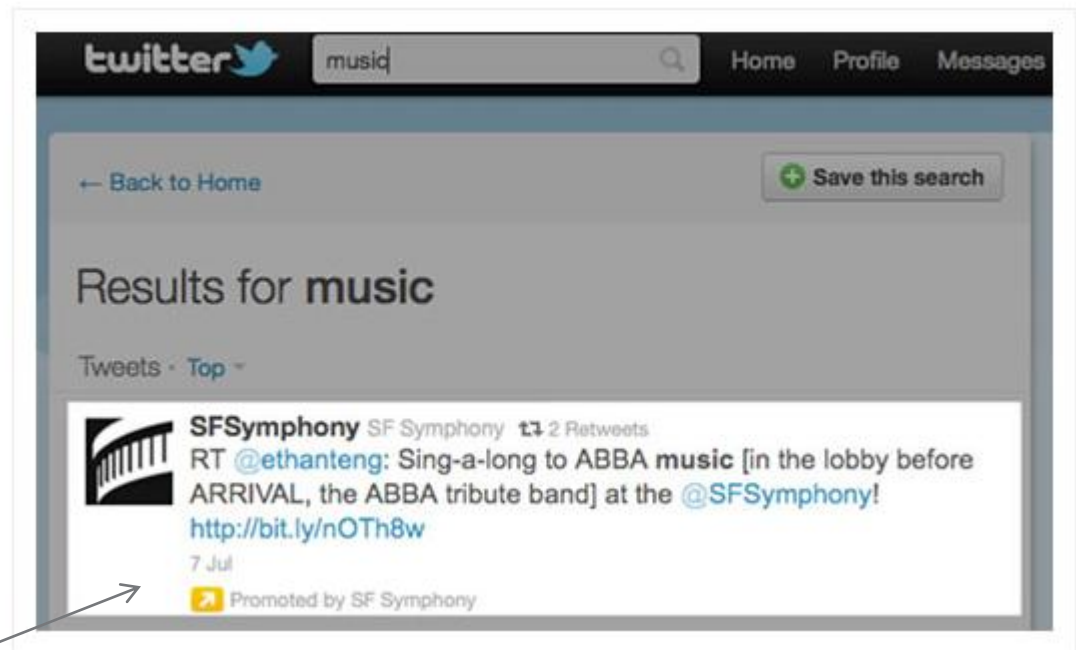 twitter music Home Profile Messages
← Back to Home Save this search
Results for music
Tweets · Top
SFSymphony SF Symphony 2 Retweets
RT @ethanteng: Sing-a-long to ABBA music [in the lobby before
ARRIVAL, the ABBA tribute band] at the @SFSymphony!
http://bit.ly/nOTh8w
7 Jul
Promoted by SF Symphony